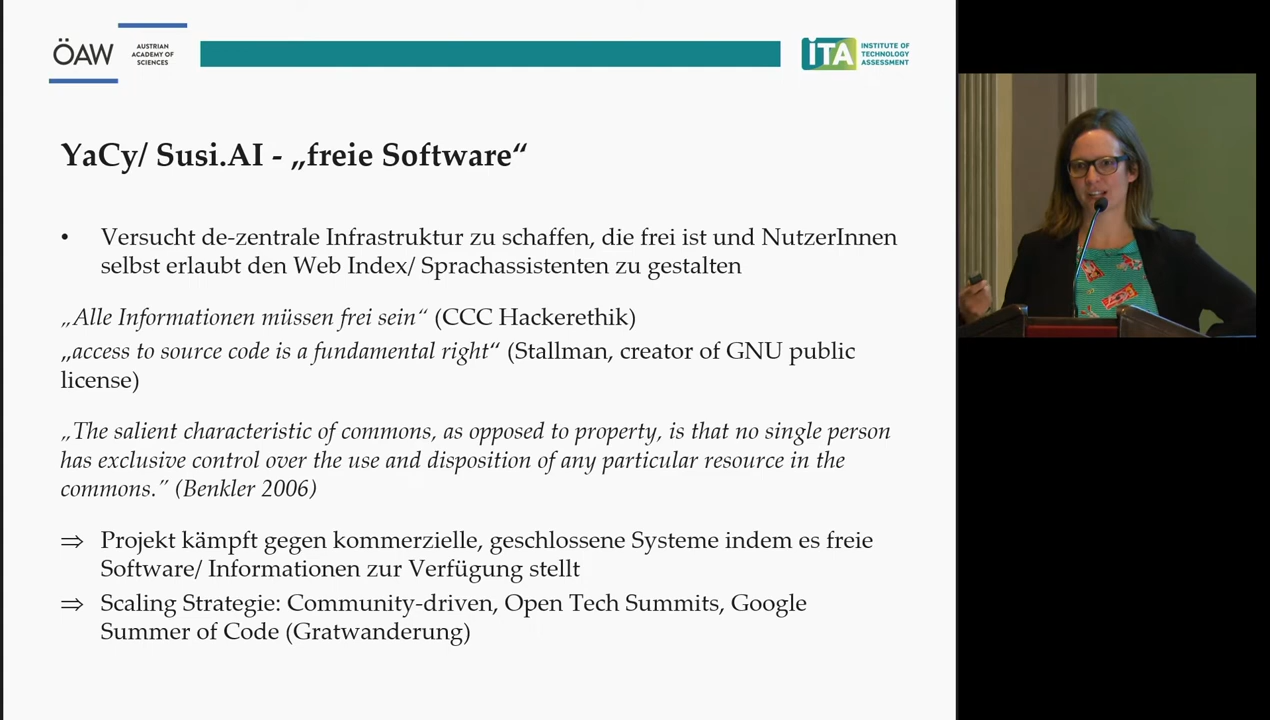 ÖAW
AUSTRIAN
ACADEMY OF
SCIENCES
iTA
INSTITUTE OF
TECHNOLOGY
ASSESSMENT
YaCy/ Susi.AI - „freie Software“
• Versucht de-zentrale Infrastruktur zu schaffen, die frei ist und NutzerInnen
selbst erlaubt den Web Index/ Sprachassistenten zu gestalten
„Alle Informationen müssen frei sein“ (CCC Hackerethik)
„access to source code is a fundamental right“ (Stallman, creator of GNU public
license)
„The salient characteristic of commons, as opposed to property, is that no single person
has exclusive control over the use and disposition of any particular resource in the
commons.” (Benkler 2006)
⇒ Projekt kämpft gegen kommerzielle, geschlossene Systeme indem es freie
Software/ Informationen zur Verfügung stellt
⇒ Scaling Strategie: Community-driven, Open Tech Summits, Google
Summer of Code (Gratwanderung)